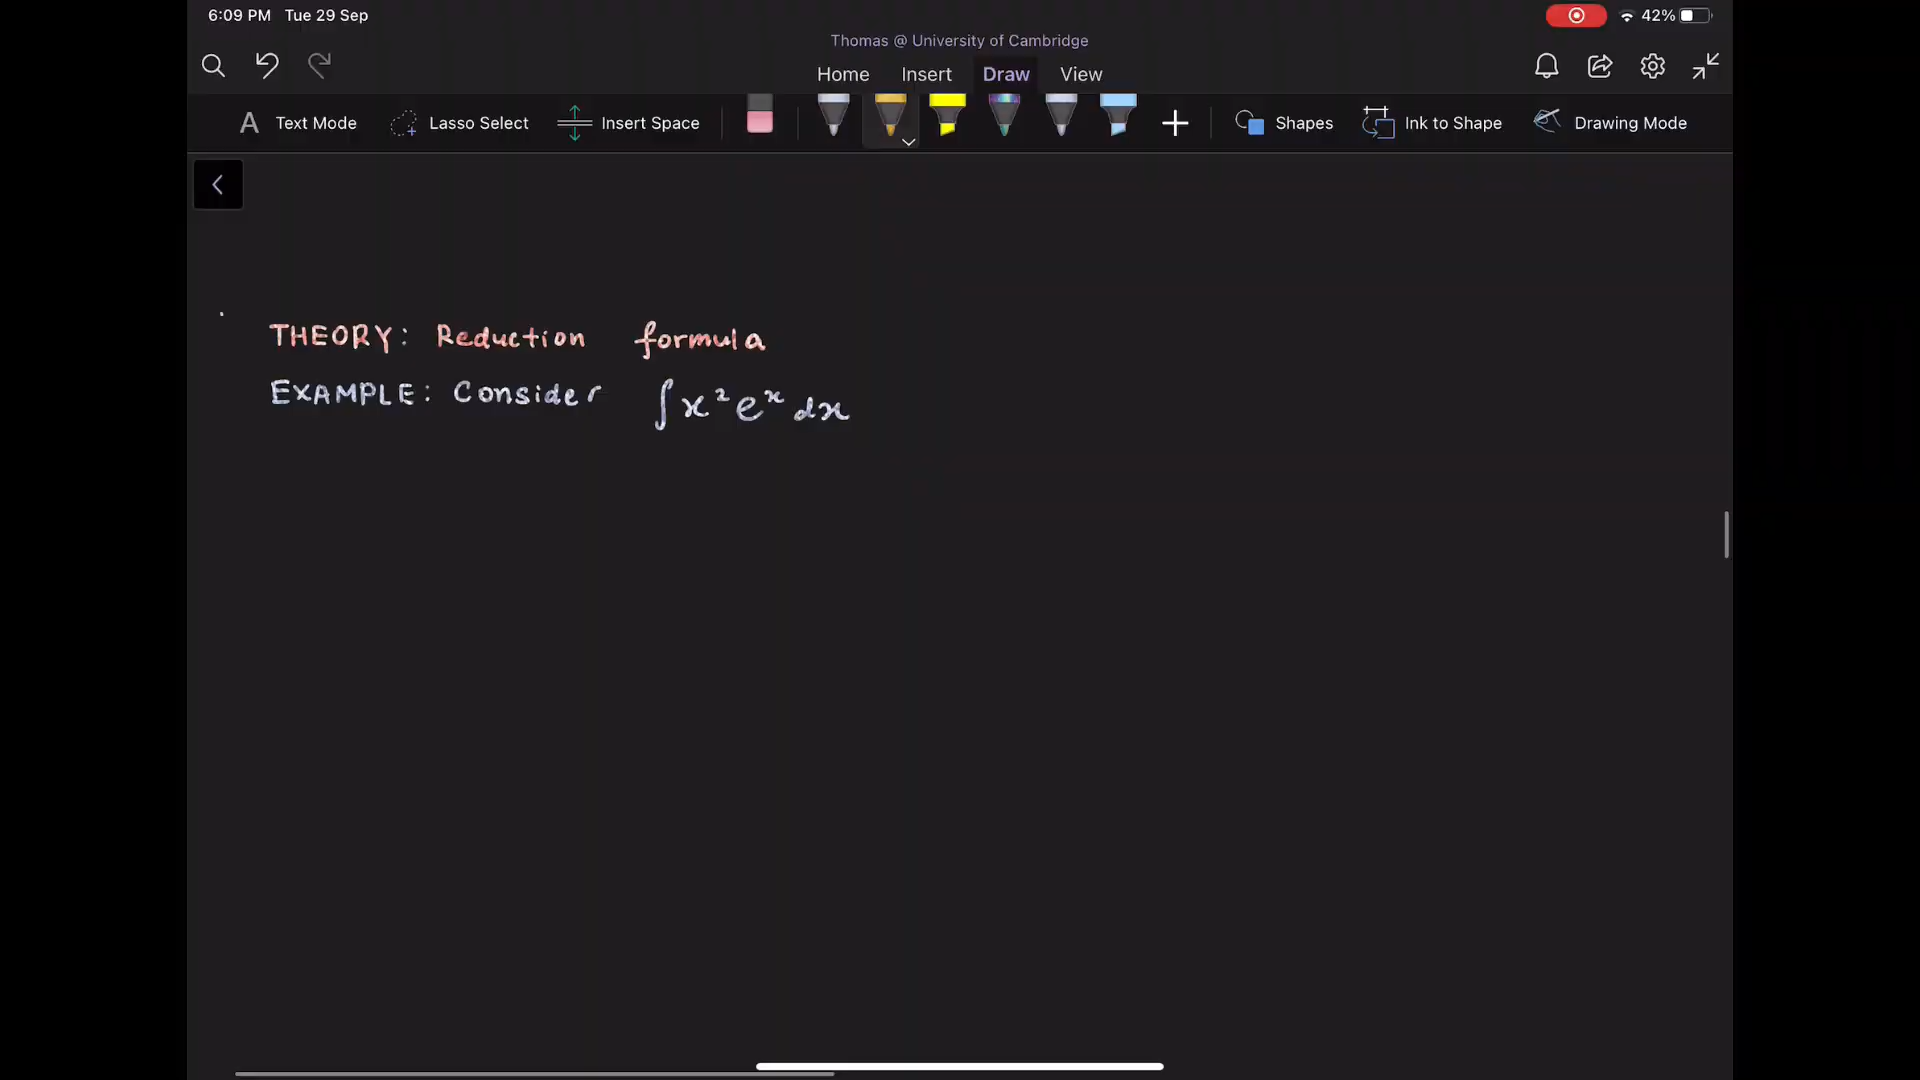 6:09 PM Tue 29 Sep 42%
Thomas @ University of Cambridge
Home Insert Draw View
A Text Mode Lasso Select Insert Space Shapes Ink to Shape Drawing Mode
THEORY: Reduction formula
EXAMPLE: Consider ∫x²eˣ dx